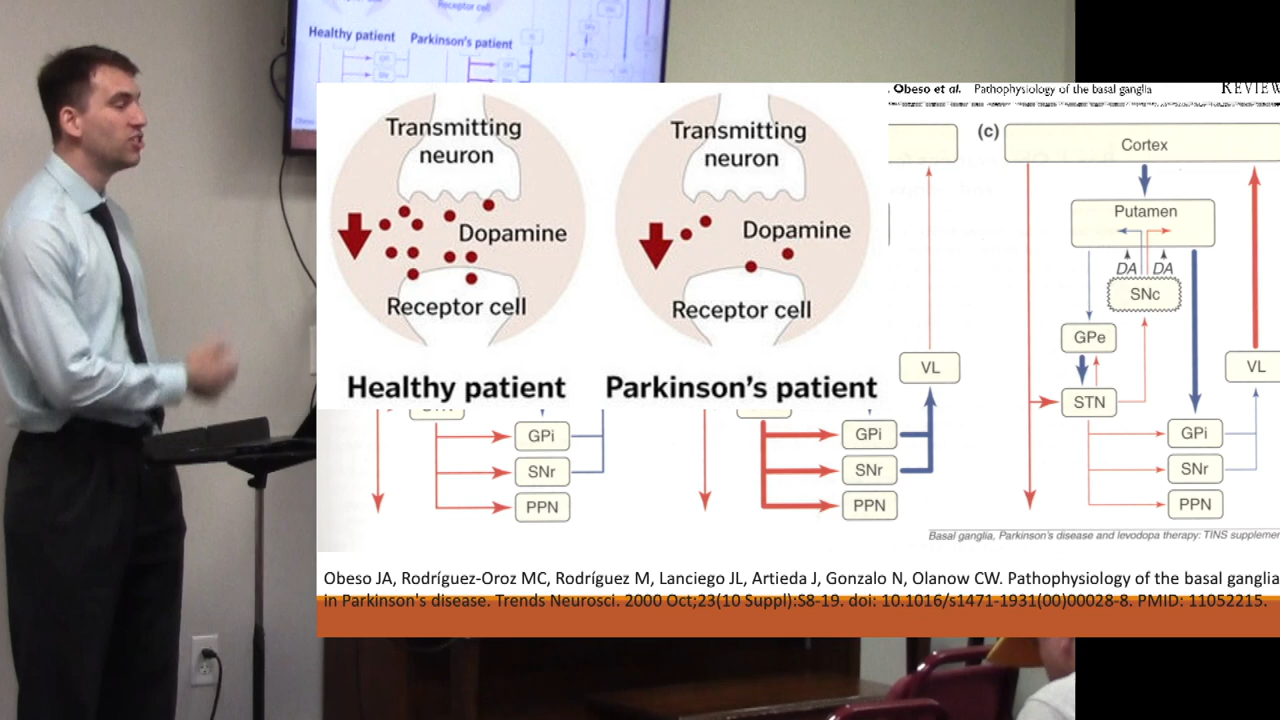 Receptor cell
Healthy patient
Parkinson's patient
Obeso et al. Pathophysiology of the basal ganglia
REVIEW
Transmitting
neuron
Dopamine
Receptor cell
Healthy patient
Transmitting
neuron
Dopamine
Receptor cell
Parkinson's patient
GPi
SNr
PPN
VL
GPi
SNr
PPN
(c)
Cortex
Putamen
DA
DA
SNc
GPe
VL
STN
GPi
SNr
PPN
Basal ganglia, Parkinson's disease and levodopa therapy: TINS
Obeso JA, Rodríguez-Oroz MC, Rodríguez M, Lanciego JL, Artieda J, Gonzalo N, Olanow CW. Pathophysiology of the basal ganglia
in Parkinson's disease. Trends Neurosci. 2000 Oct;23(10 Suppl):S8-19. doi: 10.1016/s1471-1931(00)00028-8. PMID: 11052215.